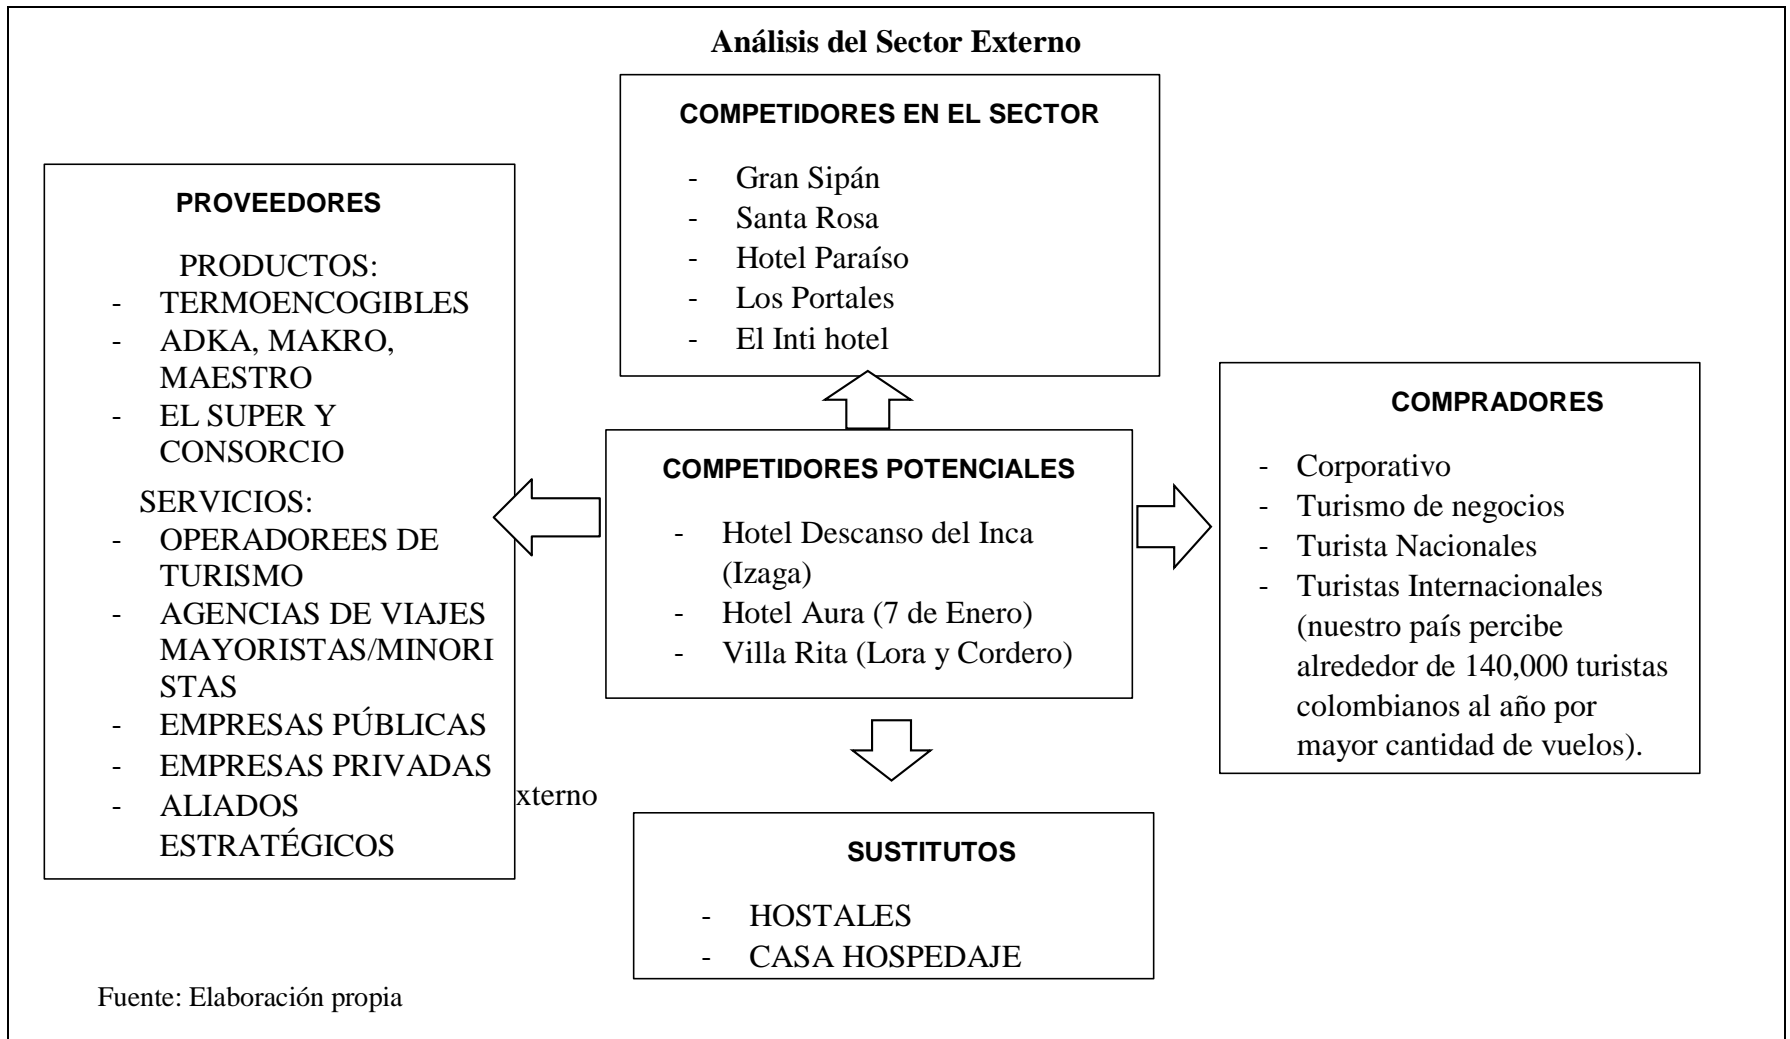 Análisis del Sector Externo
COMPETIDORES EN EL SECTOR
- Gran Sipán
- Santa Rosa
- Hotel Paraíso
- Los Portales
- El Inti hotel
PROVEEDORES
PRODUCTOS:
- TERMOENCOGIBLES
- ADKA, MAKRO,
MAESTRO
- EL SUPER Y
CONSORCIO
SERVICIOS:
- OPERADOREES DE
TURISMO
- AGENCIAS DE VIAJES
MAYORISTAS/MINORI
STAS
- EMPRESAS PÚBLICAS
- EMPRESAS PRIVADAS
- ALIADOS
ESTRATÉGICOS
xterno
COMPETIDORES POTENCIALES
- Hotel Descanso del Inca
(Izaga)
- Hotel Aura (7 de Enero)
- Villa Rita (Lora y Cordero)
COMPRADORES
- Corporativo
- Turismo de negocios
- Turista Nacionales
- Turistas Internacionales
(nuestro país percibe
alrededor de 140,000 turistas
colombianos al año por
mayor cantidad de vuelos).
SUSTITUTOS
- HOSTALES
- CASA HOSPEDAJE
Fuente: Elaboración propia